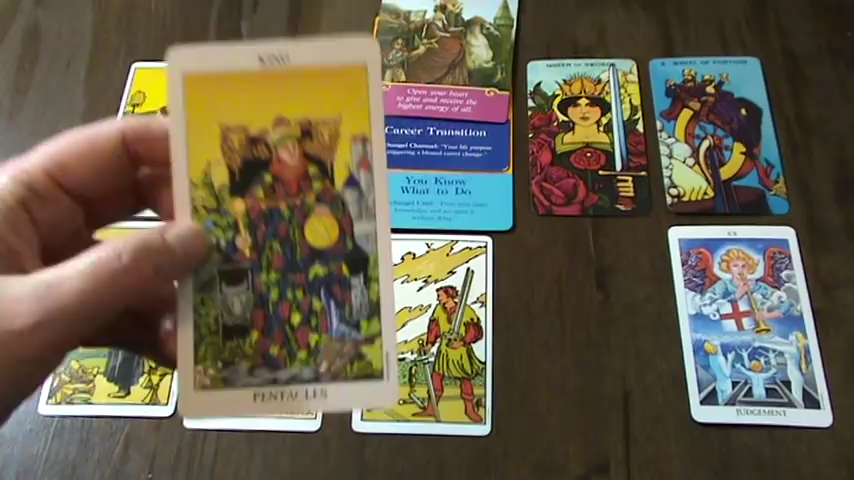 KING
PENTACLES
Open your heart
to give and receive the
highest energy of all.
Career Transition
You Know
What to Do
QUEEN OF SWORDS
WHEEL OF FORTUNE
V
XX
JUDGEMENT